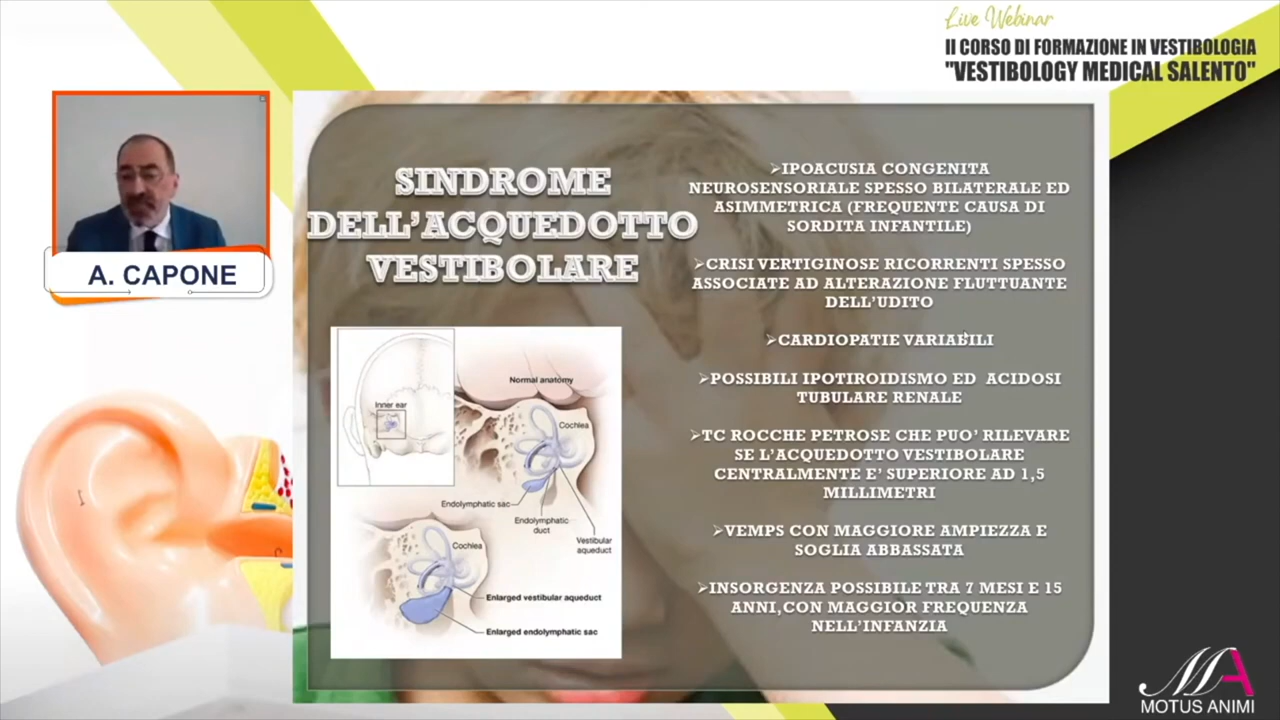 Live Webinar
II CORSO DI FORMAZIONE IN VESTIBOLOGIA
"VESTIBOLOGY MEDICAL SALENTO"
A. CAPONE
SINDROME
DELL'ACQUEDOTTO
VESTIBOLARE
Inner ear
Normal anatomy
Cochlea
Endolymphatic sac
Endolymphatic
duct
Vestibular
aqueduct
Cochlea
Enlarged vestibular aqueduct
Enlarged endolymphatic sac
➢IPOACUSIA CONGENITA
NEUROSENSORIALE SPESSO BILATERALE ED
ASIMMETRICA (FREQUENTE CAUSA DI
SORDITA INFANTILE)
➢CRISI VERTIGINOSE RICORRENTI SPESSO
ASSOCIATE AD ALTERAZIONE FLUTTUANTE
DELL'UDITO
➢CARDIOPATIE VARIABILI
➢POSSIBILI IPOTIROIDISMO ED ACIDOSI
TUBULARE RENALE
➢TC ROCCHE PETROSE CHE PUO' RILEVARE
SE L'ACQUEDOTTO VESTIBOLARE
CENTRALMENTE E' SUPERIORE AD 1,5
MILLIMETRI
➢VEMPS CON MAGGIORE AMPIEZZA E
SOGLIA ABBASSATA
➢INSORGENZA POSSIBILE TRA 7 MESI E 15
ANNI,CON MAGGIOR FREQUENZA
NELL'INFANZIA
MA
MOTUS ANIMI